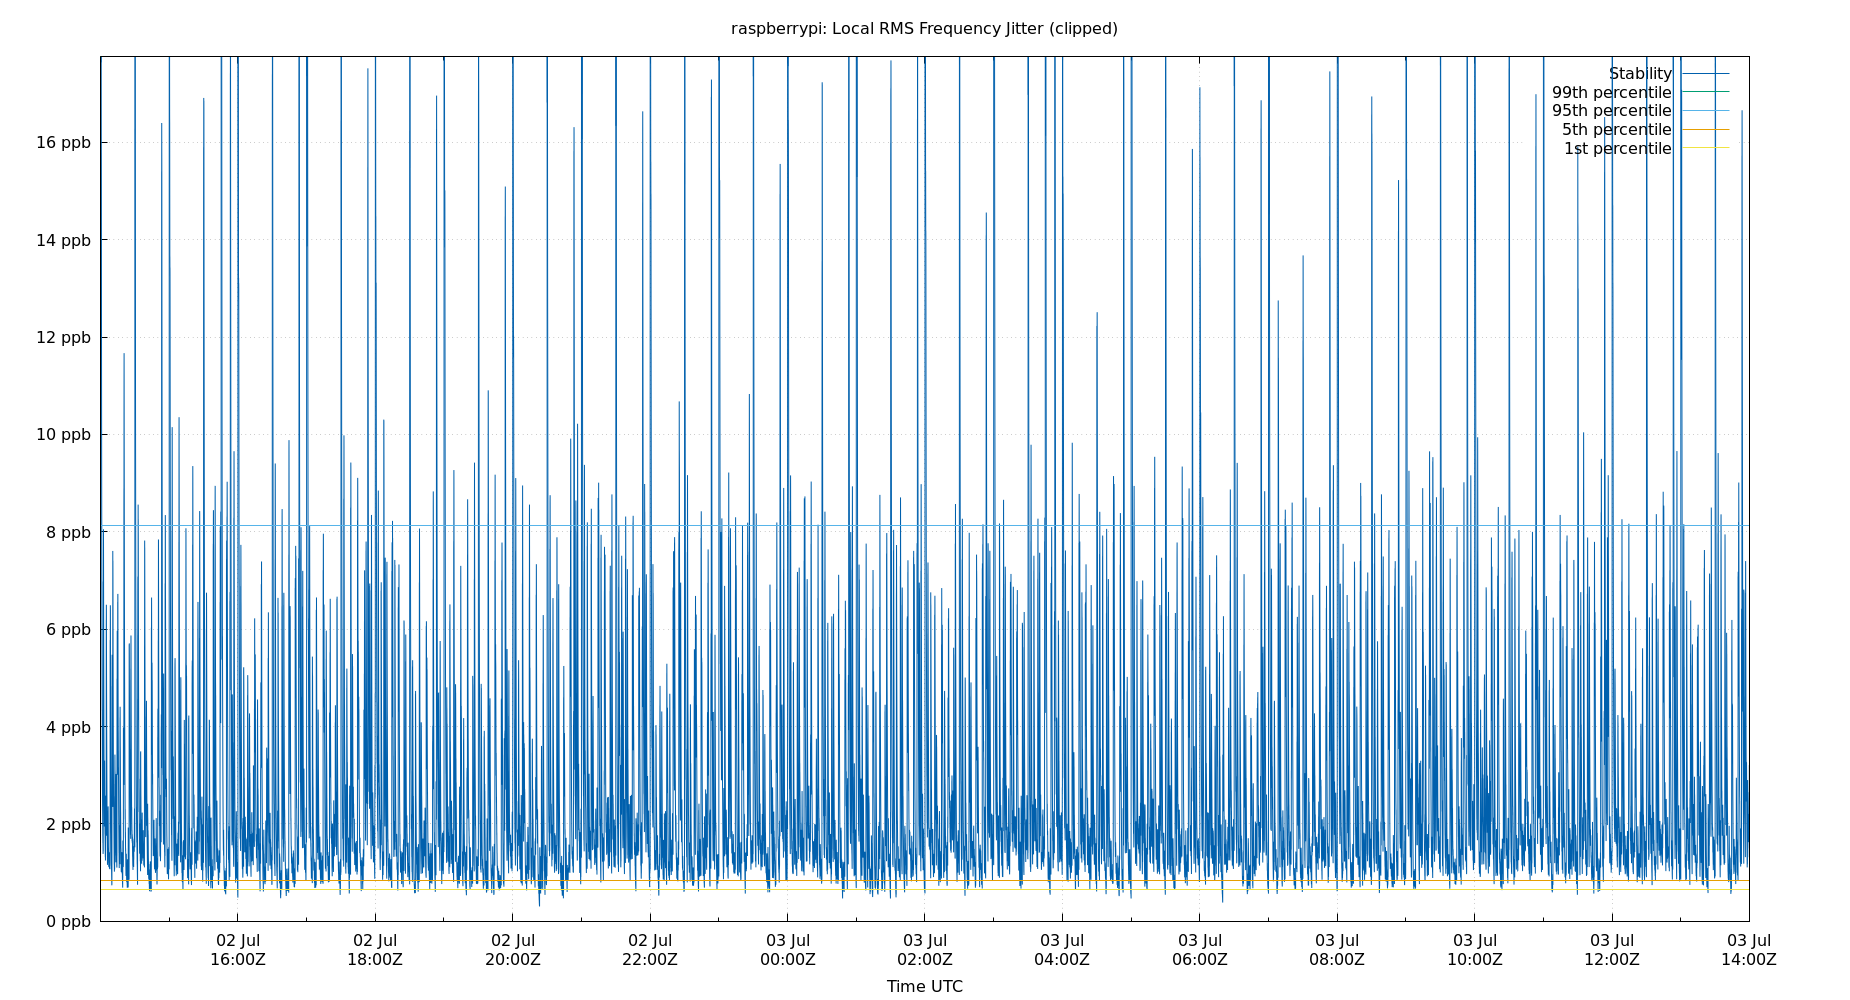 raspberrypi: Local RMS Frequency Jitter (clipped)
Stability
99th percentile
95th percentile
5th percentile
1st percentile
16 ppb
14 ppb
12 ppb
10 ppb
8 ppb
6 ppb
4 ppb
2 ppb
0 ppb
02 Jul 02 Jul 02 Jul 02 Jul 03 Jul 03 Jul 03 Jul 03 Jul 03 Jul 03 Jul 03 Jul 03 Jul
16:00Z 18:00Z 20:00Z 22:00Z 00:00Z 02:00Z 04:00Z 06:00Z 08:00Z 10:00Z 12:00Z 14:00Z
Time UTC